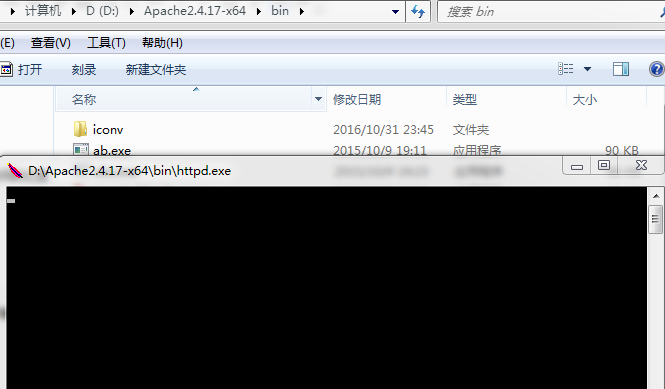 计算机 D (D:) Apache2.4.17-x64 bin 搜索 bin
(E) 查看(V) 工具(T) 帮助(H)
打开 刻录 新建文件夹
名称 修改日期 类型 大小
iconv 2016/10/31 23:45 文件夹
ab.exe 2015/10/9 19:11 应用程序 90 KB
D:\Apache2.4.17-x64\bin\httpd.exe